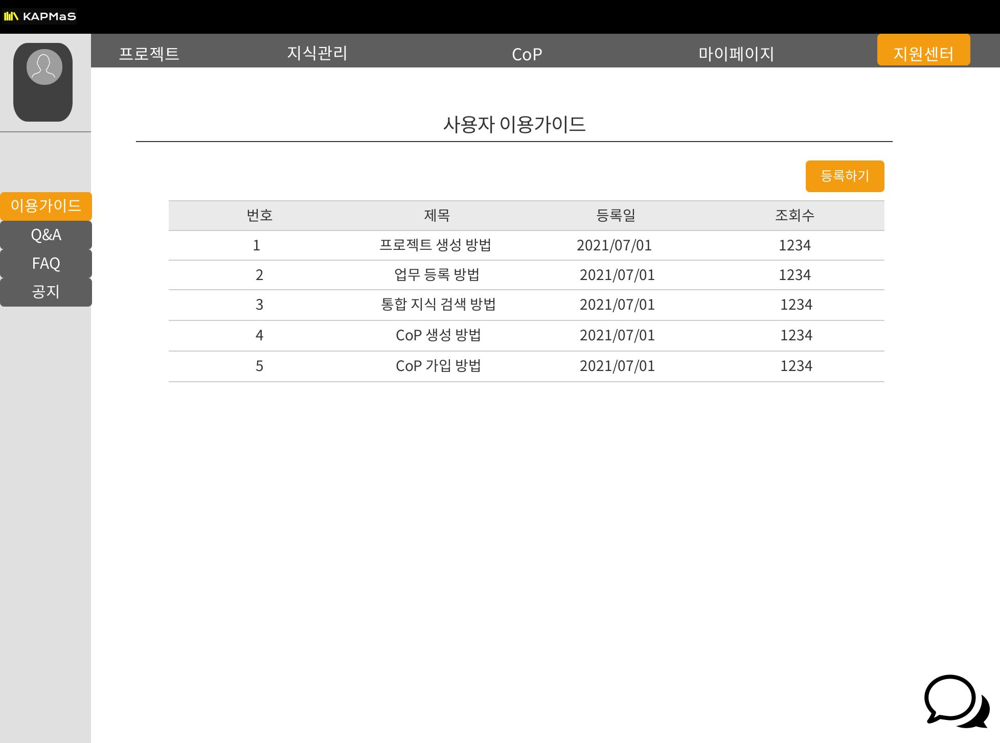 KAPMaS
프로젝트 지식관리 CoP 마이페이지 지원센터
사용자 이용가이드
등록하기
이용가이드
Q&A
FAQ
공지
번호 제목 등록일 조회수
1 프로젝트 생성 방법 2021/07/01 1234
2 업무 등록 방법 2021/07/01 1234
3 통합 지식 검색 방법 2021/07/01 1234
4 CoP 생성 방법 2021/07/01 1234
5 CoP 가입 방법 2021/07/01 1234